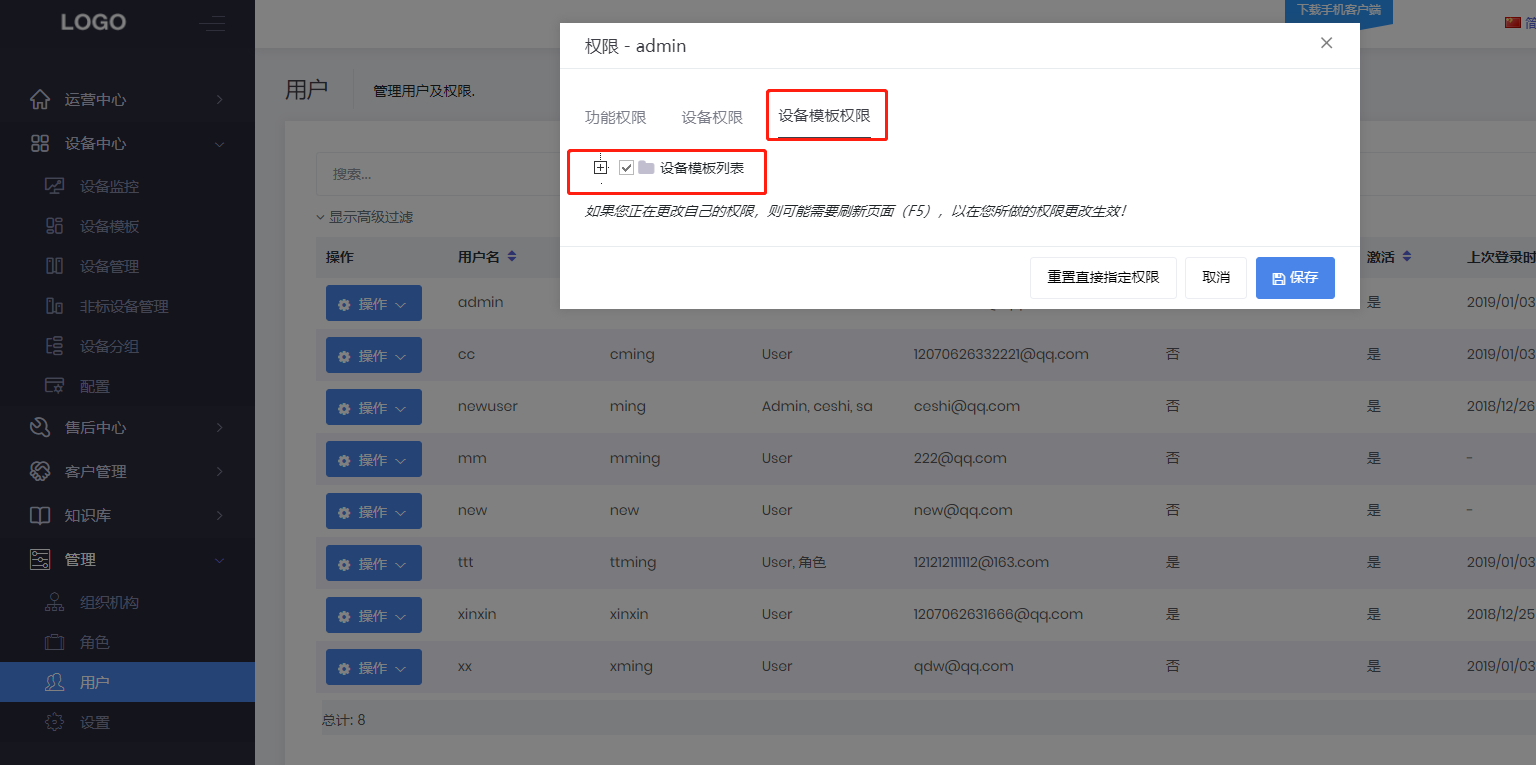 LOGO
运营中心
设备中心
设备监控
设备模板
设备管理
非标设备管理
设备分组
配置
售后中心
客户管理
知识库
管理
组织机构
角色
用户
设置
下载手机客户端
简
用户
管理用户及权限.
搜索...
显示高级过滤
权限 - admin
功能权限
设备权限
设备模板权限
设备模板列表
如果您正在更改自己的权限，则可能需要刷新页面（F5），以在您所做的权限更改生效！
重置直接指定权限
取消
保存
操作 用户名 激活 上次登录时
操作 admin 是 2019/01/03
操作 cc cming User 12070626332221@qq.com 否 是 2019/01/03
操作 newuser ming Admin, ceshi, sa ceshi@qq.com 否 是 2018/12/26
操作 mm mming User 222@qq.com 否 是 -
操作 new new User new@qq.com 否 是 -
操作 ttt ttming User, 角色 121212111112@163.com 是 是 2019/01/03
操作 xinxin xinxin User 1207062631666@qq.com 是 是 2018/12/25
操作 xx xming User qdw@qq.com 否 是 2019/01/03
总计: 8